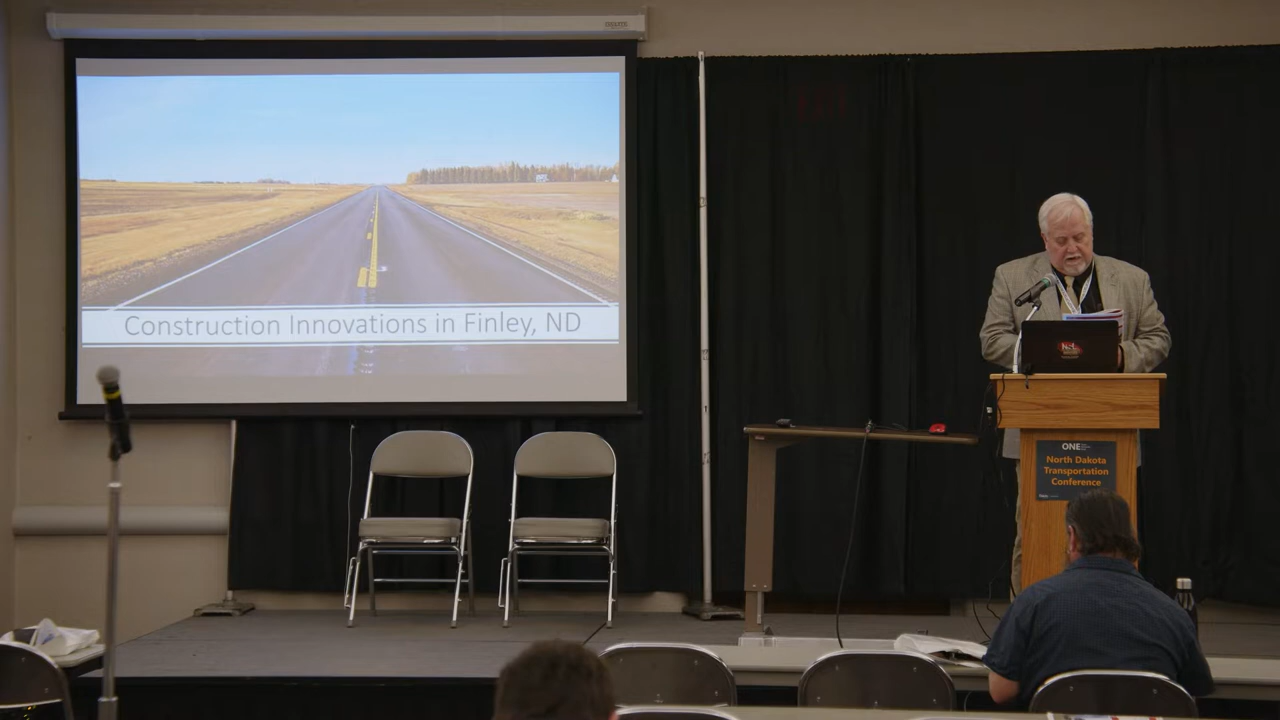 Construction Innovations in Finley, ND
ONE
North Dakota
Transportation
Conference